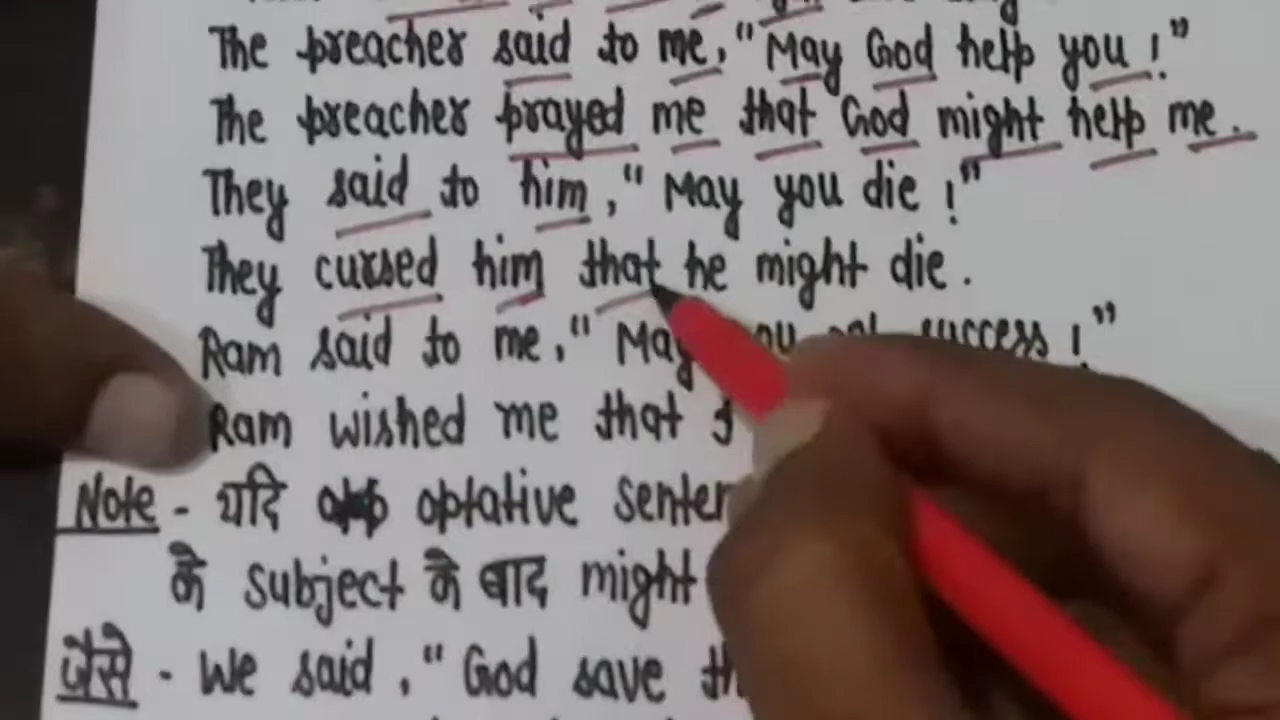 The preacher said to me, "May God help you !"
The preacher prayed me that God might help me.
They said to him, "May you die !"
They cursed him that he might die.
Ram said to me, "May success !"
Ram wished me that I
Note - यदि optative
के subject के बाद might
जैसे - We said, "God save